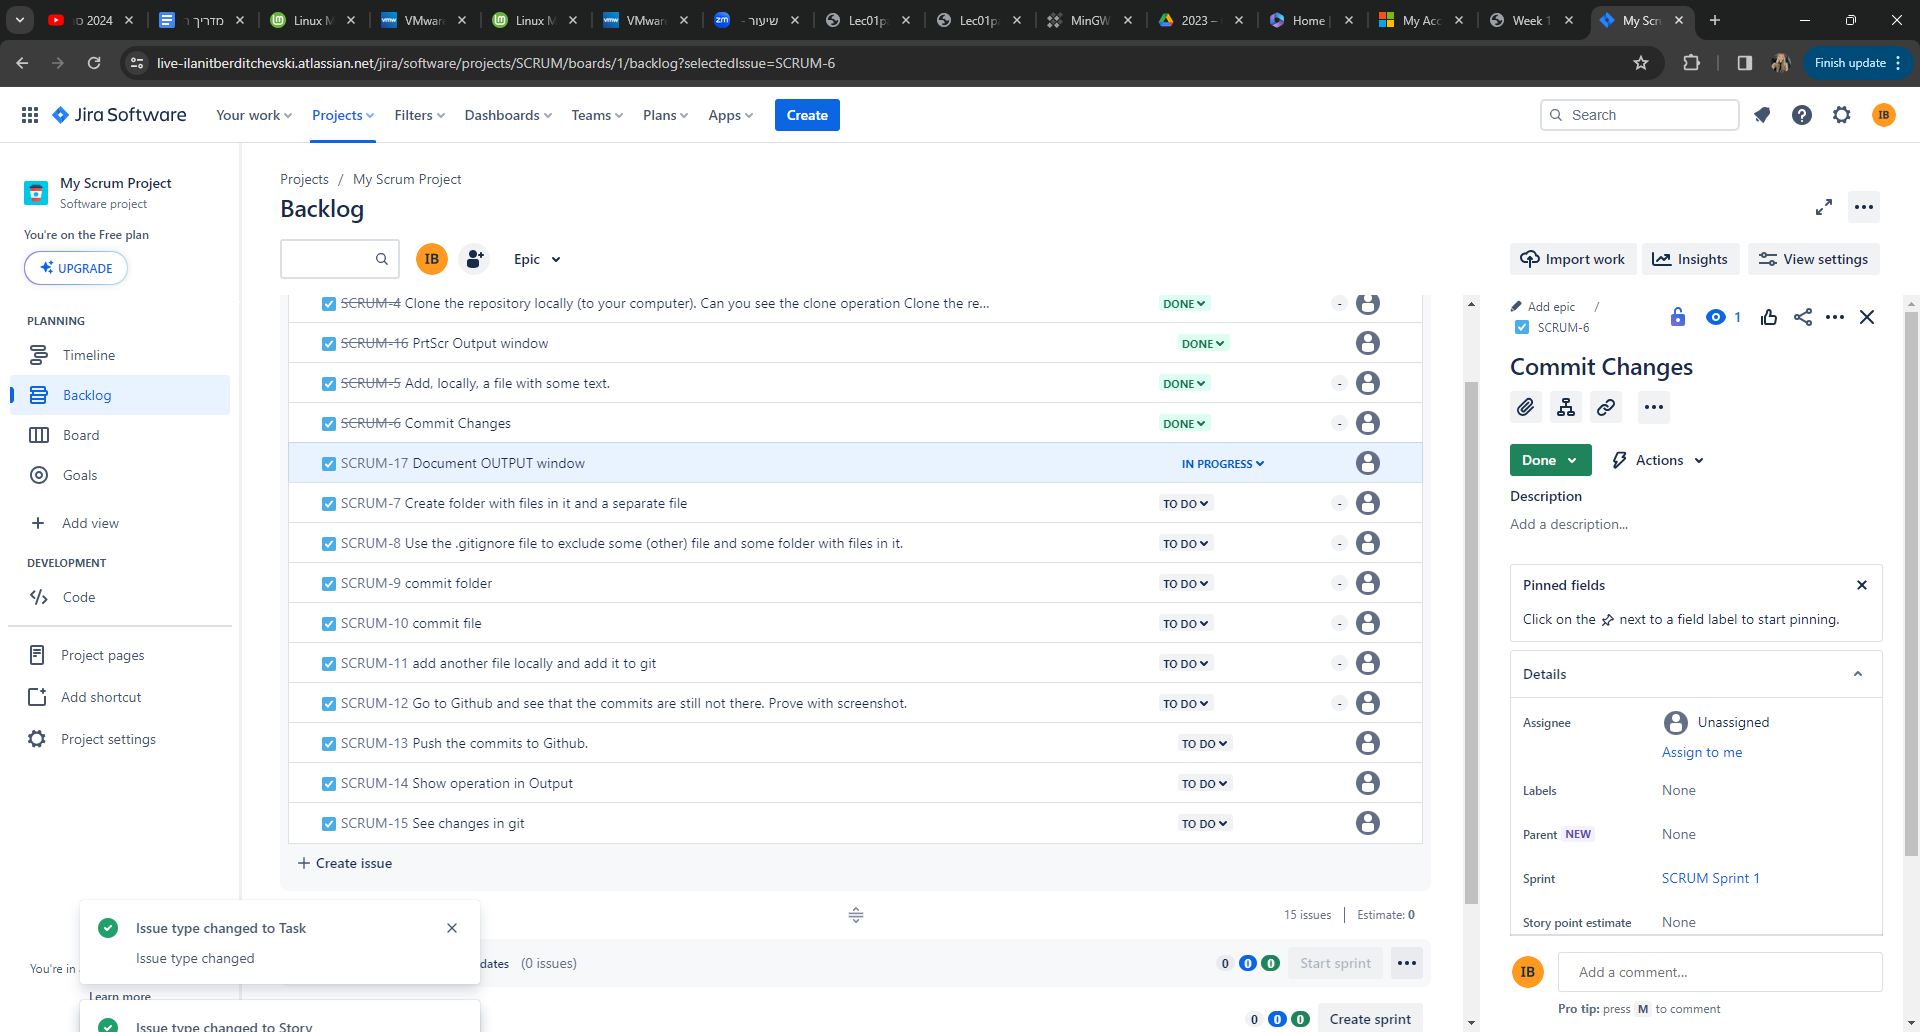 2024 סר
מדריך ר
Linux M
VMwar
Linux M
VMwar
שיעור -
Lec01pa
Lec01pa
MinGW
2023 –
Home |
My Acc
Week 1
My Scr
live-ilanitberditchevski.atlassian.net/jira/software/projects/SCRUM/boards/1/backlog?selectedIssue=SCRUM-6
Finish update
Jira Software
Your work
Projects
Filters
Dashboards
Teams
Plans
Apps
Create
Search
IB
My Scrum Project
Software project
You're on the Free plan
UPGRADE
PLANNING
Timeline
Backlog
Board
Goals
Add view
DEVELOPMENT
Code
Project pages
Add shortcut
Project settings
You're in
Learn more
Projects / My Scrum Project
Backlog
IB
Epic
Import work
Insights
View settings
SCRUM-4 Clone the repository locally (to your computer). Can you see the clone operation Clone the re... DONE -
SCRUM-16 PrtScr Output window DONE
SCRUM-5 Add, locally, a file with some text. DONE -
SCRUM-6 Commit Changes DONE -
SCRUM-17 Document OUTPUT window IN PROGRESS
SCRUM-7 Create folder with files in it and a separate file TO DO -
SCRUM-8 Use the .gitignore file to exclude some (other) file and some folder with files in it. TO DO -
SCRUM-9 commit folder TO DO -
SCRUM-10 commit file TO DO -
SCRUM-11 add another file locally and add it to git TO DO -
SCRUM-12 Go to Github and see that the commits are still not there. Prove with screenshot. TO DO -
SCRUM-13 Push the commits to Github. TO DO
SCRUM-14 Show operation in Output TO DO
SCRUM-15 See changes in git TO DO
+ Create issue
15 issues | Estimate: 0
dates (0 issues) 0 0 0 Start sprint
0 0 0 Create sprint
Issue type changed to Task
Issue type changed
Issue type changed to Story
Add epic /
SCRUM-6
1
Commit Changes
Done
Actions
Description
Add a description...
Pinned fields
Click on the next to a field label to start pinning.
Details
Assignee Unassigned
Assign to me
Labels None
Parent NEW None
Sprint SCRUM Sprint 1
Story point estimate None
IB Add a comment...
Pro tip: press M to comment